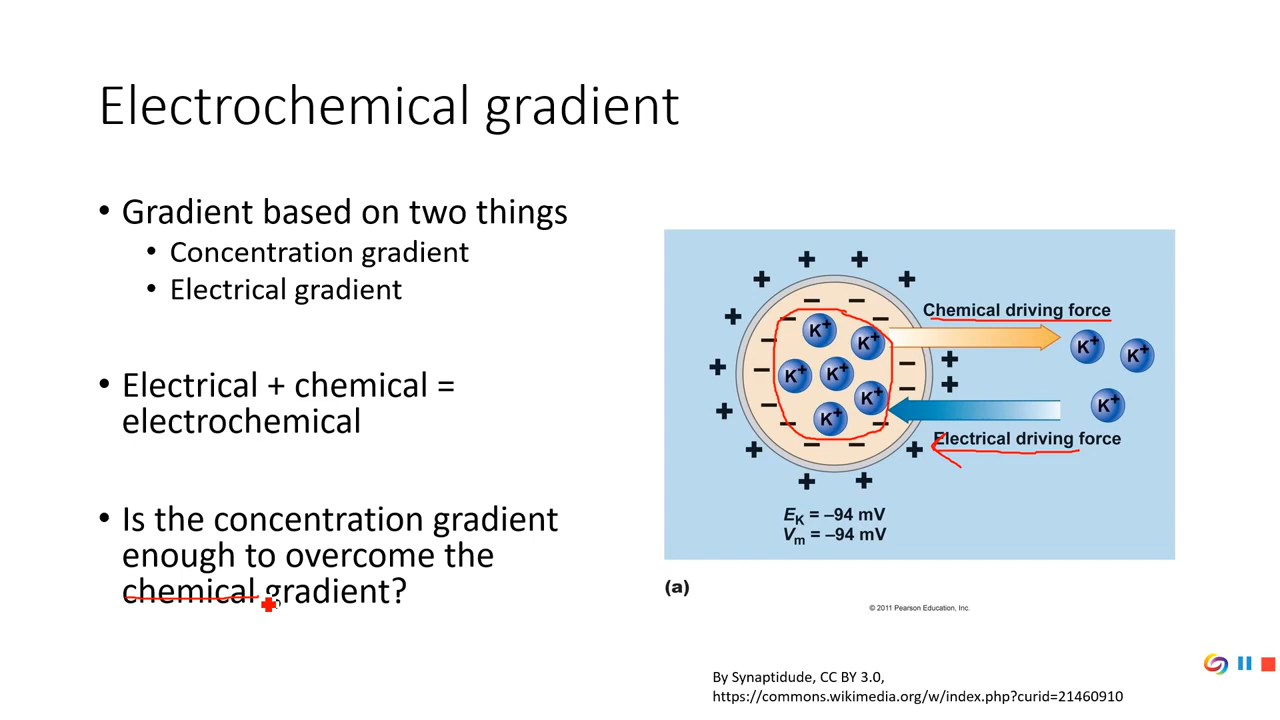 Electrochemical gradient
• Gradient based on two things
• Concentration gradient
• Electrical gradient
• Electrical + chemical =
electrochemical
• Is the concentration gradient
enough to overcome the
chemical gradient?
+ + + + + + + + + + + + + +
− − − − − − − − − − − −
K+ K+ K+ K+ K+ K+
Chemical driving force
K+ K+
K+
Electrical driving force
EK = –94 mV
Vm = –94 mV
(a)
© 2011 Pearson Education, Inc.
By Synaptidude, CC BY 3.0,
https://commons.wikimedia.org/w/index.php?curid=21460910